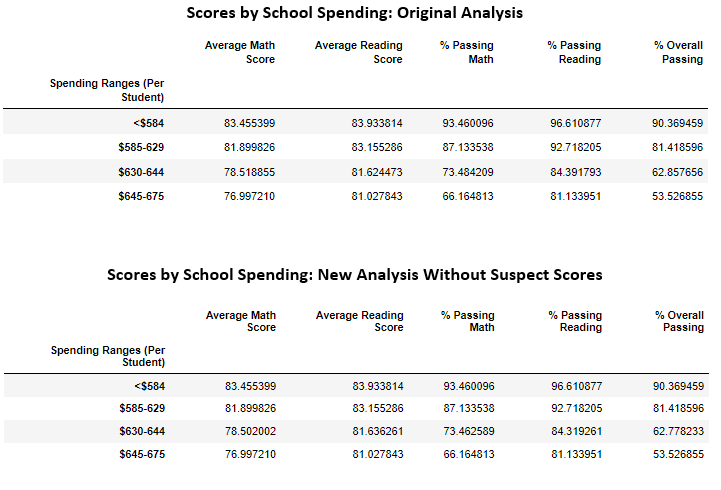 Scores by School Spending: Original Analysis
Average Math Score Average Reading Score % Passing Math % Passing Reading % Overall Passing
Spending Ranges (Per Student)
<$584 83.455399 83.933814 93.460096 96.610877 90.369459
$585-629 81.899826 83.155286 87.133538 92.718205 81.418596
$630-644 78.518855 81.624473 73.484209 84.391793 62.857656
$645-675 76.997210 81.027843 66.164813 81.133951 53.526855
Scores by School Spending: New Analysis Without Suspect Scores
Average Math Score Average Reading Score % Passing Math % Passing Reading % Overall Passing
Spending Ranges (Per Student)
<$584 83.455399 83.933814 93.460096 96.610877 90.369459
$585-629 81.899826 83.155286 87.133538 92.718205 81.418596
$630-644 78.502002 81.636261 73.462589 84.319261 62.778233
$645-675 76.997210 81.027843 66.164813 81.133951 53.526855